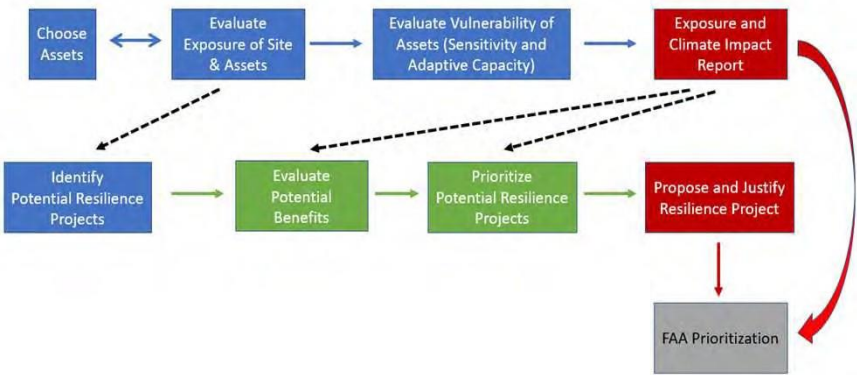 Choose
Assets
Evaluate
Exposure of Site
& Assets
Evaluate Vulnerability of
Assets (Sensitivity and
Adaptive Capacity)
Exposure and
Climate Impact
Report
Identify
Potential Resilience
Projects
Evaluate
Potential
Benefits
Prioritize
Potential Resilience
Projects
Propose and Justify
Resilience Project
FAA Prioritization